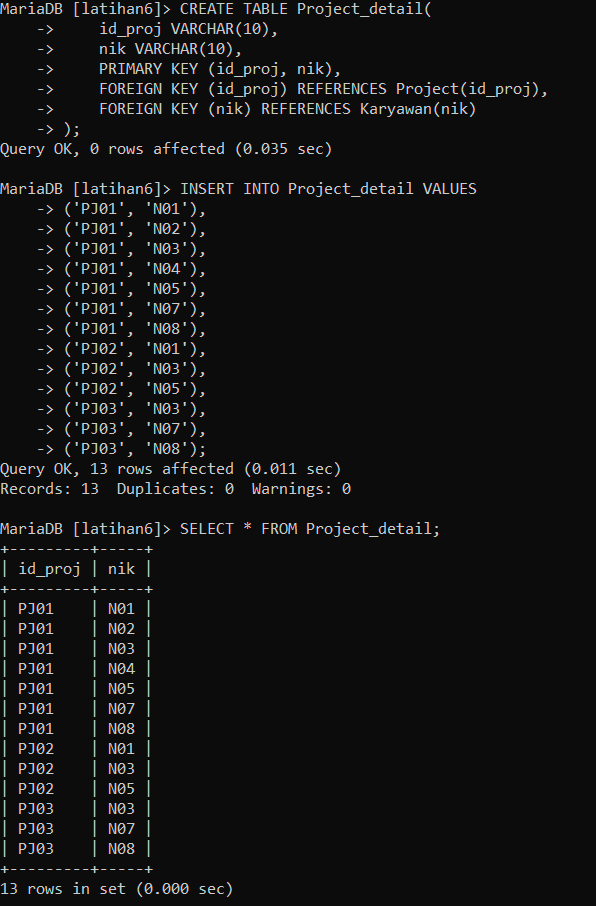 MariaDB [latihan6]> CREATE TABLE Project_detail(
    ->     id_proj VARCHAR(10),
    ->     nik VARCHAR(10),
    ->     PRIMARY KEY (id_proj, nik),
    ->     FOREIGN KEY (id_proj) REFERENCES Project(id_proj),
    ->     FOREIGN KEY (nik) REFERENCES Karyawan(nik)
    -> );
Query OK, 0 rows affected (0.035 sec)

MariaDB [latihan6]> INSERT INTO Project_detail VALUES
    -> ('PJ01', 'N01'),
    -> ('PJ01', 'N02'),
    -> ('PJ01', 'N03'),
    -> ('PJ01', 'N04'),
    -> ('PJ01', 'N05'),
    -> ('PJ01', 'N07'),
    -> ('PJ01', 'N08'),
    -> ('PJ02', 'N01'),
    -> ('PJ02', 'N03'),
    -> ('PJ02', 'N05'),
    -> ('PJ03', 'N03'),
    -> ('PJ03', 'N07'),
    -> ('PJ03', 'N08');
Query OK, 13 rows affected (0.011 sec)
Records: 13  Duplicates: 0  Warnings: 0

MariaDB [latihan6]> SELECT * FROM Project_detail;
+---------+-----+
| id_proj | nik |
+---------+-----+
| PJ01    | N01 |
| PJ01    | N02 |
| PJ01    | N03 |
| PJ01    | N04 |
| PJ01    | N05 |
| PJ01    | N07 |
| PJ01    | N08 |
| PJ02    | N01 |
| PJ02    | N03 |
| PJ02    | N05 |
| PJ03    | N03 |
| PJ03    | N07 |
| PJ03    | N08 |
+---------+-----+
13 rows in set (0.000 sec)